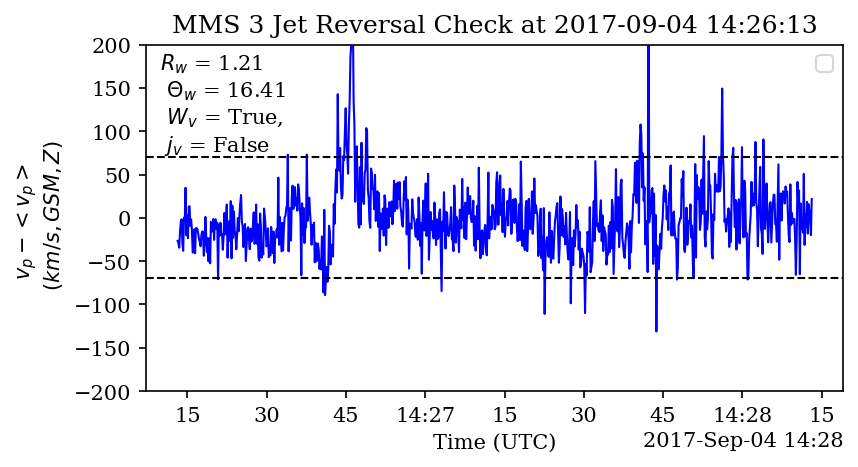 MMS 3 Jet Reversal Check at 2017-09-04 14:26:13
200
150
100
50
0
−50
−100
−150
−200
v_p − < v_p >
(km/s, GSM, Z)
R_w = 1.21
Θ_w = 16.41
W_v = True,
j_v = False
15 30 45 14:27 15 30 45 14:28 15
Time (UTC)
2017-Sep-04 14:28